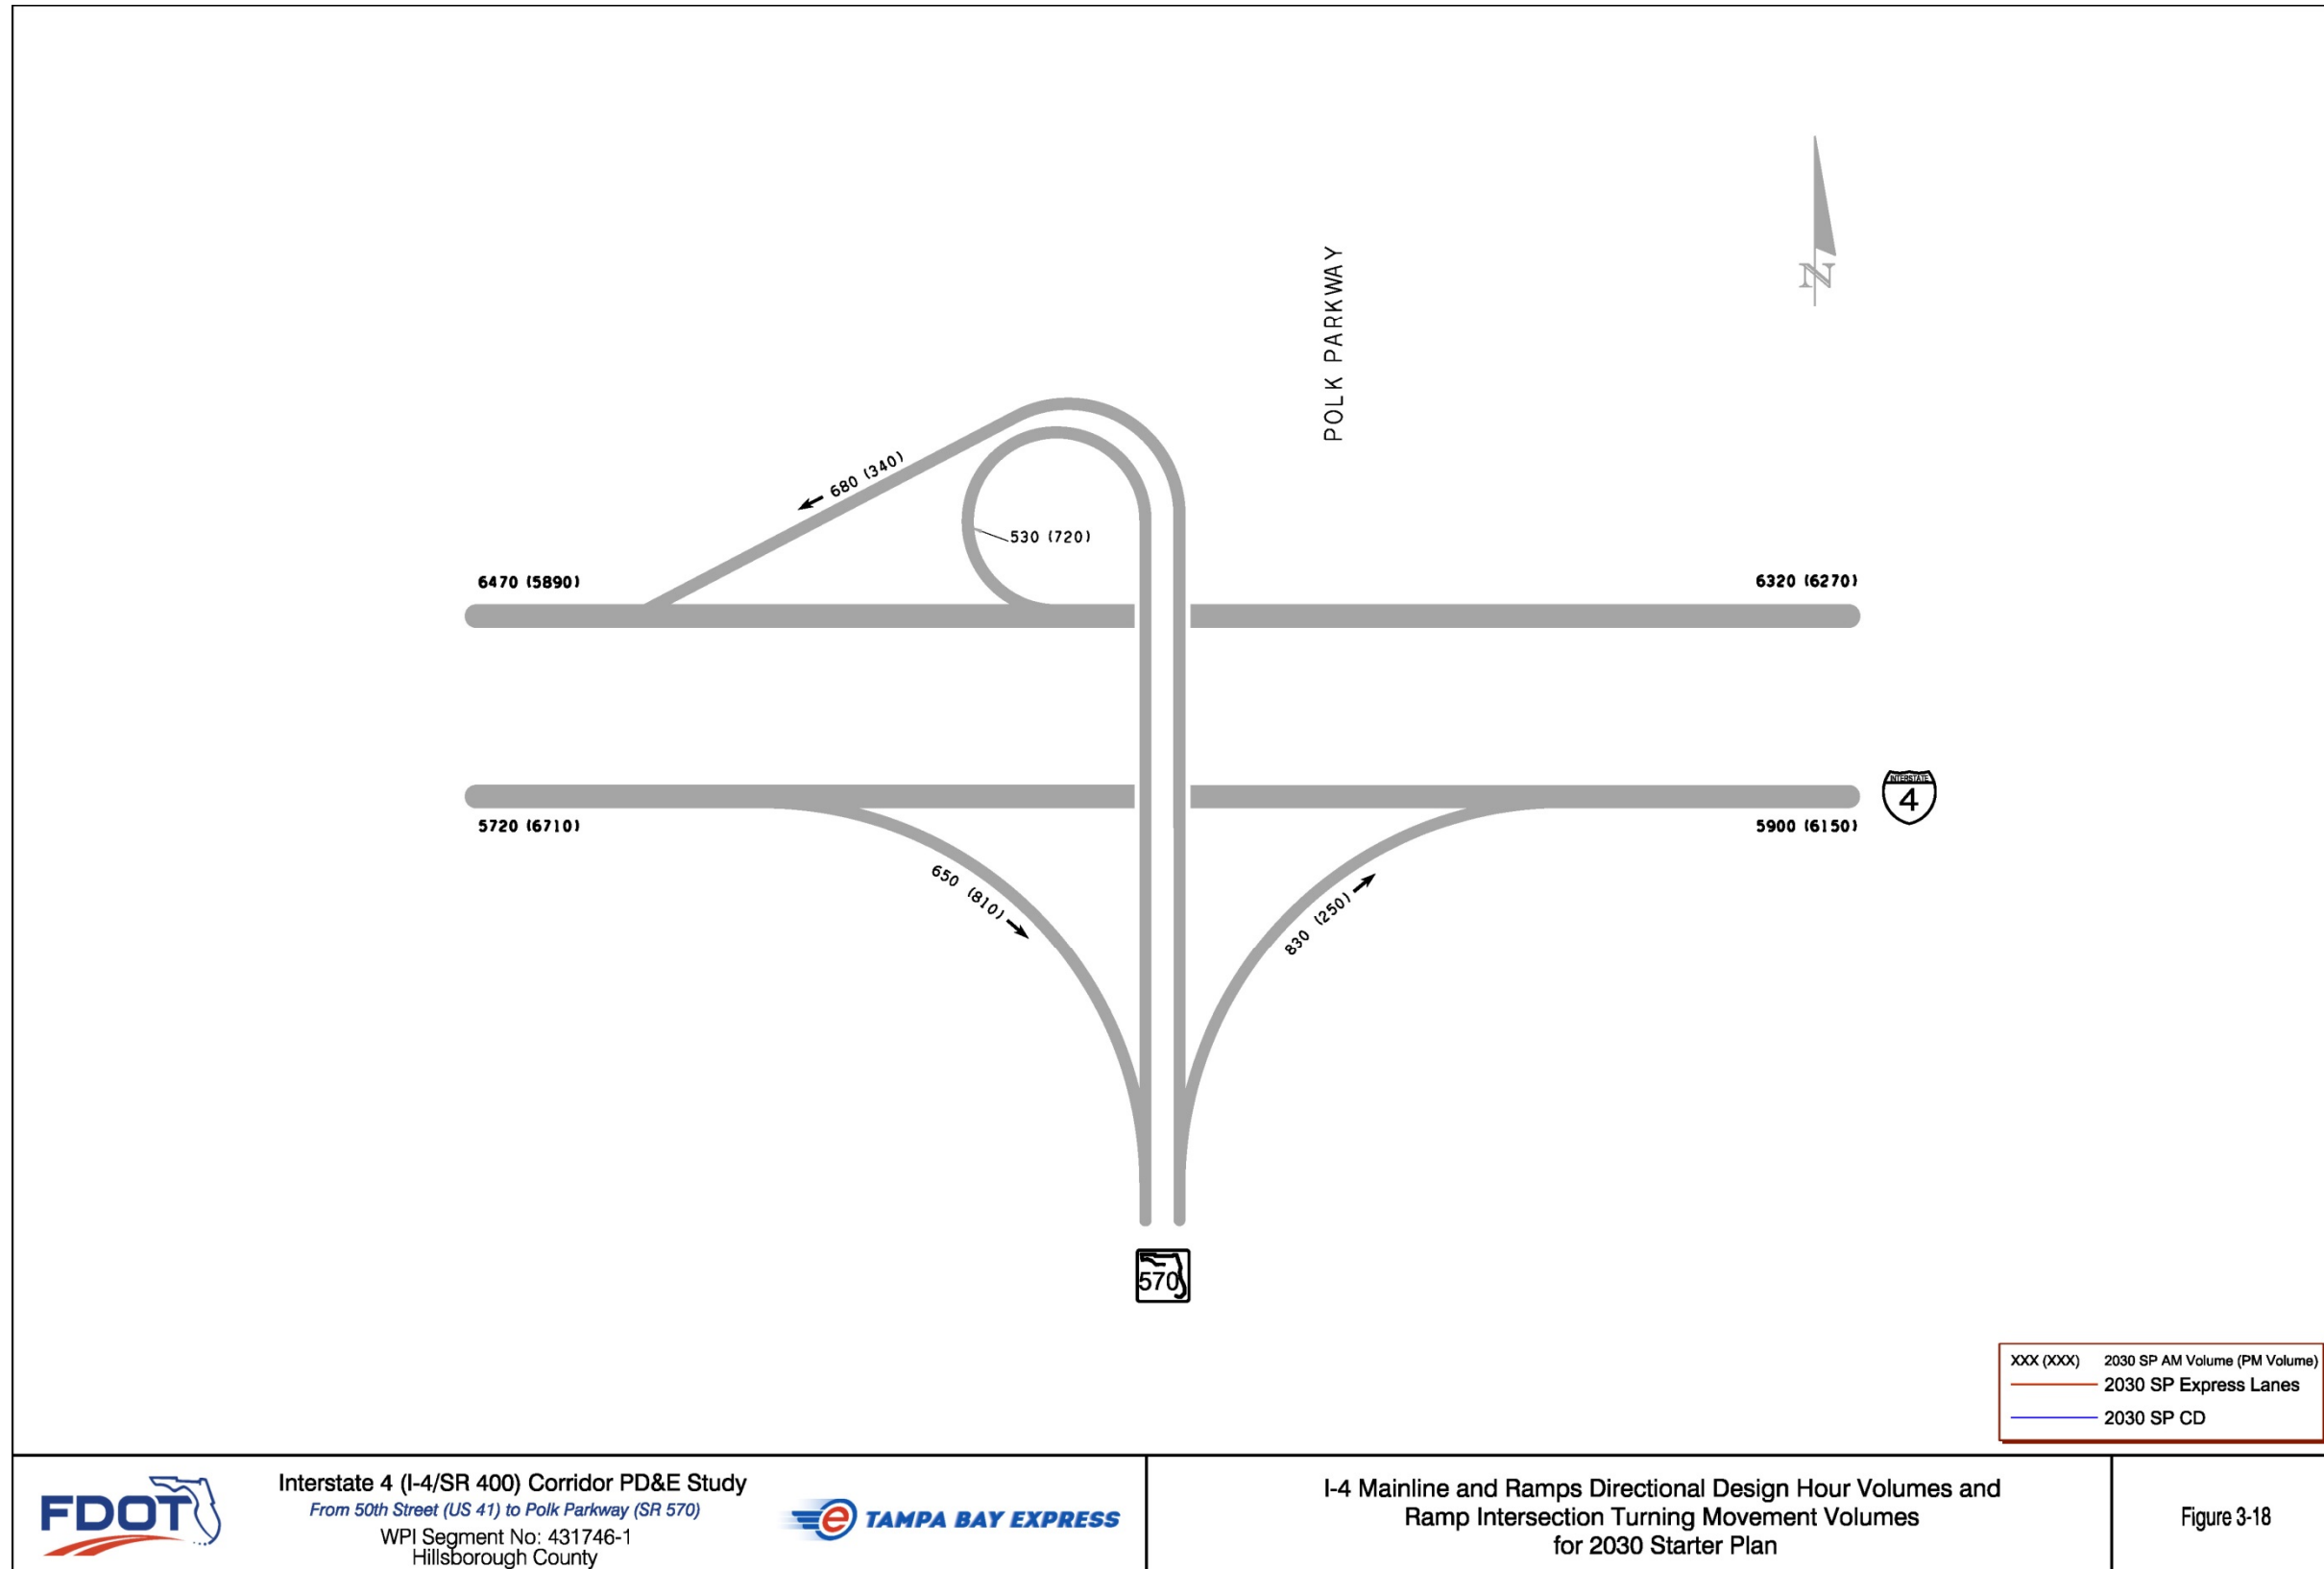 POLK PARKWAY
N
680 (340)
530 (720)
6470 (5890)
6320 (6270)
INTERSTATE
4
5720 (6710)
5900 (6150)
650 (810)
830 (250)
570
XXX (XXX) 2030 SP AM Volume (PM Volume)
2030 SP Express Lanes
2030 SP CD
FDOT
Interstate 4 (I-4/SR 400) Corridor PD&E Study
From 50th Street (US 41) to Polk Parkway (SR 570)
WPI Segment No: 431746-1
Hillsborough County
e TAMPA BAY EXPRESS
I-4 Mainline and Ramps Directional Design Hour Volumes and
Ramp Intersection Turning Movement Volumes
for 2030 Starter Plan
Figure 3-18